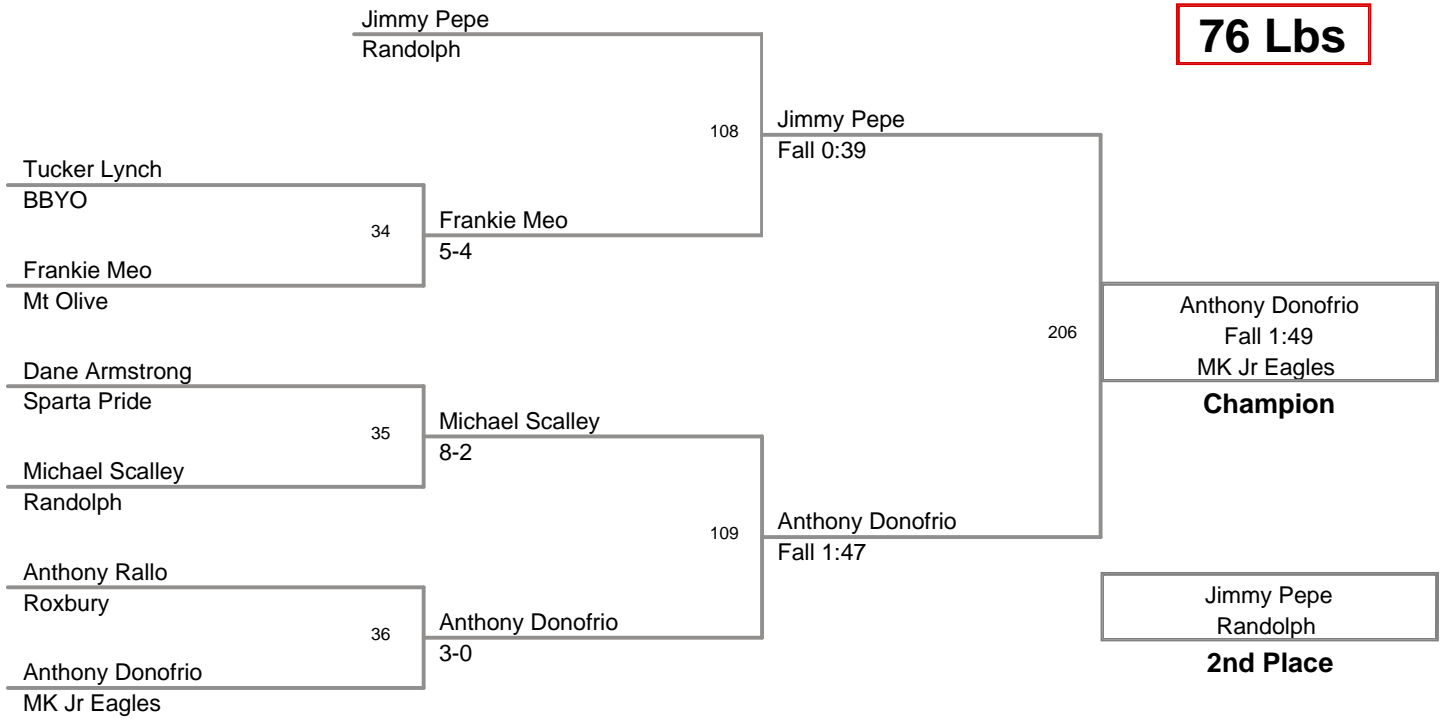 Jimmy Pepe
Randolph
76 Lbs
108
Jimmy Pepe
Fall 0:39
Tucker Lynch
BBYO
34
Frankie Meo
5-4
Frankie Meo
Mt Olive
206
Anthony Donofrio
Fall 1:49
MK Jr Eagles
Champion
Dane Armstrong
Sparta Pride
35
Michael Scalley
8-2
Michael Scalley
Randolph
109
Anthony Donofrio
Fall 1:47
Anthony Rallo
Roxbury
36
Anthony Donofrio
3-0
Anthony Donofrio
MK Jr Eagles
Jimmy Pepe
Randolph
2nd Place